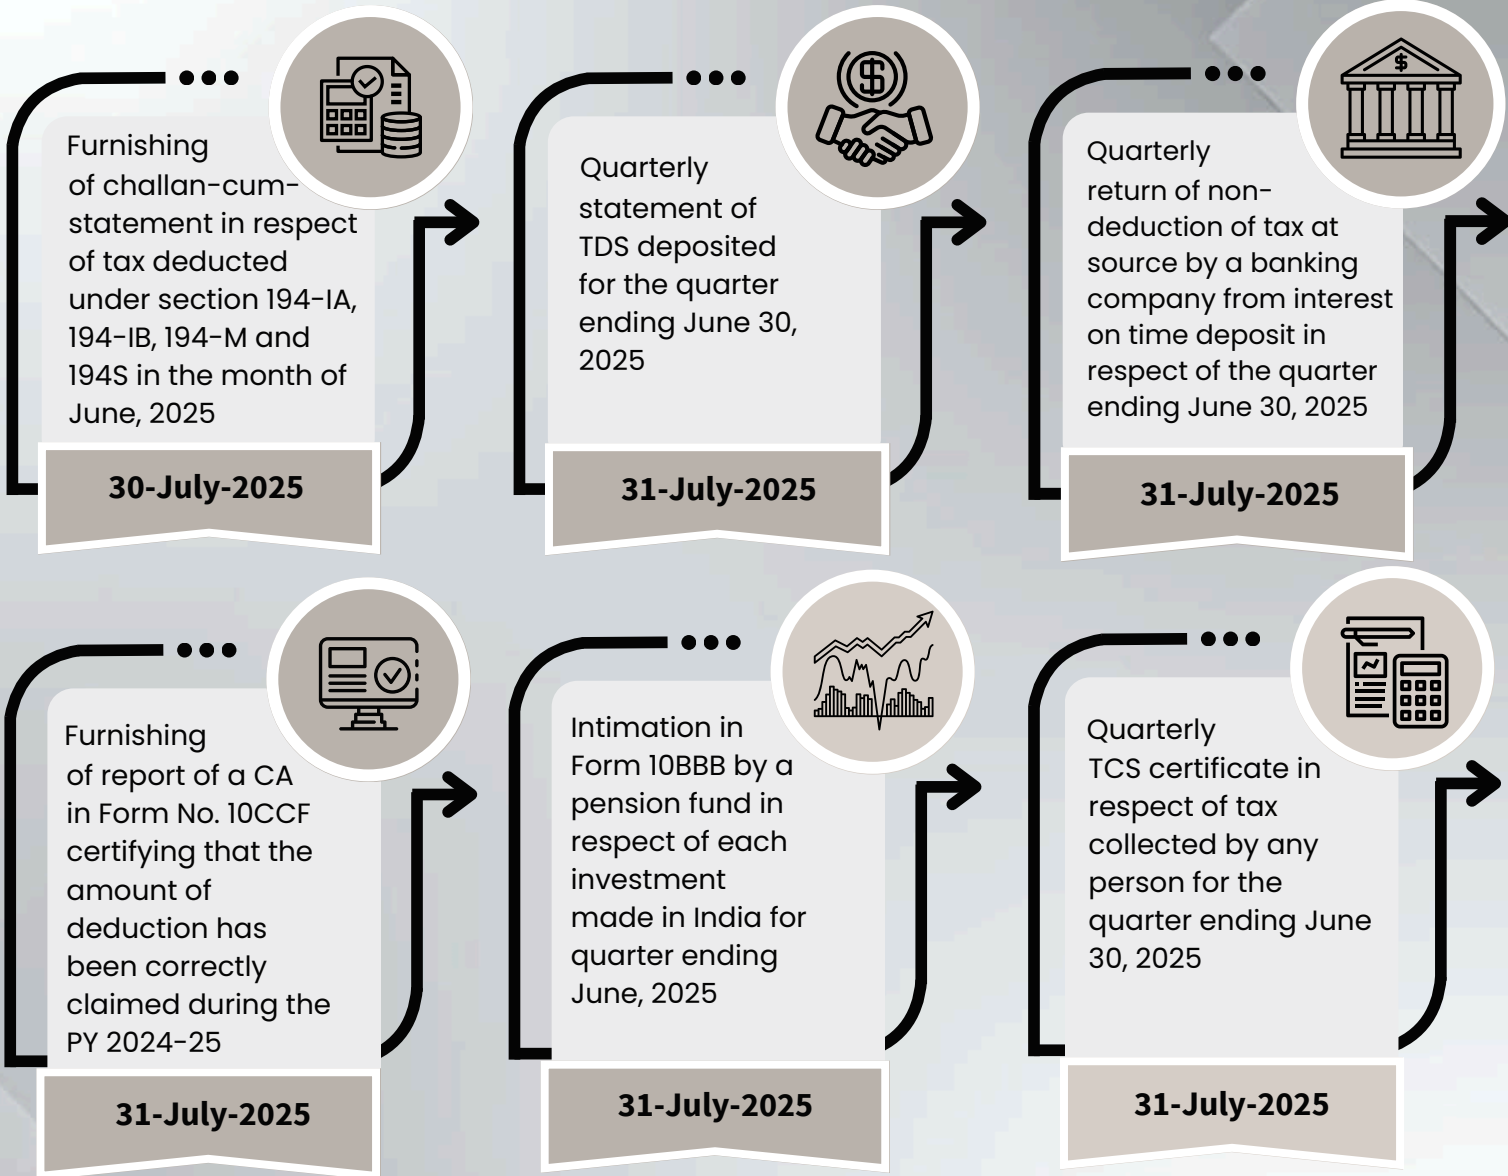 Furnishing
of challan-cum-
statement in respect
of tax deducted
under section 194-IA,
194-IB, 194-M and
194S in the month of
June, 2025
30-July-2025
Quarterly
statement of
TDS deposited
for the quarter
ending June 30,
2025
31-July-2025
Quarterly
return of non-
deduction of tax at
source by a banking
company from interest
on time deposit in
respect of the quarter
ending June 30, 2025
31-July-2025
Furnishing
of report of a CA
in Form No. 10CCF
certifying that the
amount of
deduction has
been correctly
claimed during the
PY 2024-25
31-July-2025
Intimation in
Form 10BBB by a
pension fund in
respect of each
investment
made in India for
quarter ending
June, 2025
31-July-2025
Quarterly
TCS certificate in
respect of tax
collected by any
person for the
quarter ending June
30, 2025
31-July-2025